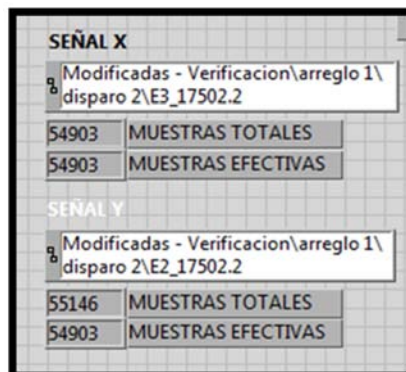 SEÑAL X
Modificadas - Verificacion\arreglo 1\
disparo 2\E3_17502.2
54903 MUESTRAS TOTALES
54903 MUESTRAS EFECTIVAS
SEÑAL Y
Modificadas - Verificacion\arreglo 1\
disparo 2\E2_17502.2
55146 MUESTRAS TOTALES
54903 MUESTRAS EFECTIVAS